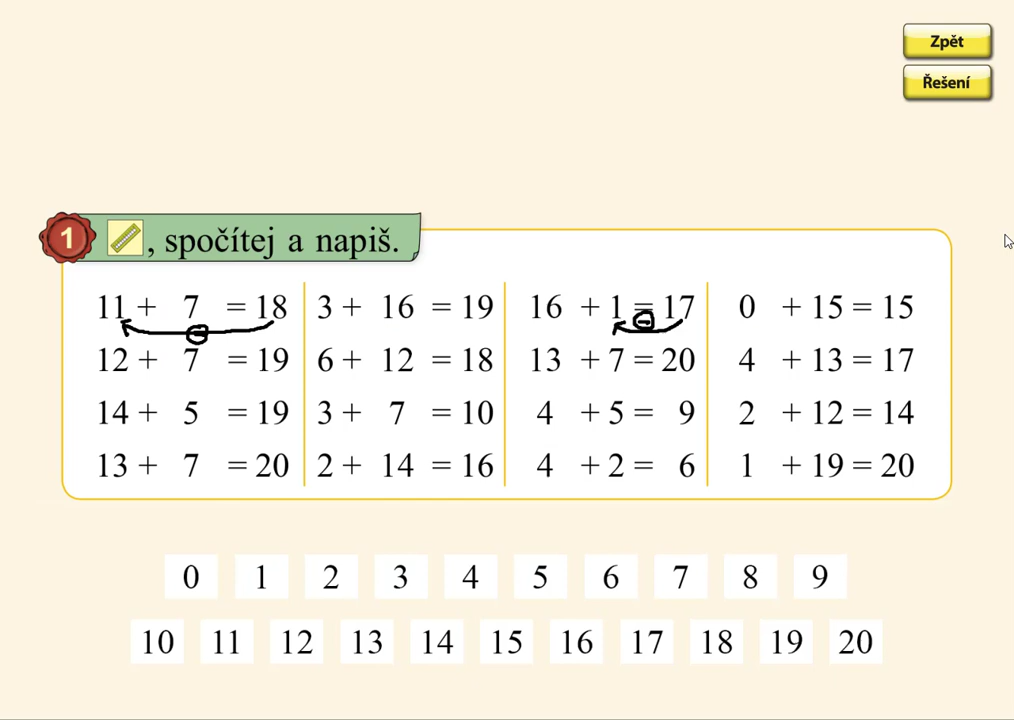 Zpět
Řešení
1 , spočítej a napiš.
11 + 7 = 18 3 + 16 = 19 16 + 1 = 17 0 + 15 = 15
12 + 7 = 19 6 + 12 = 18 13 + 7 = 20 4 + 13 = 17
14 + 5 = 19 3 + 7 = 10 4 + 5 = 9 2 + 12 = 14
13 + 7 = 20 2 + 14 = 16 4 + 2 = 6 1 + 19 = 20
0 1 2 3 4 5 6 7 8 9
10 11 12 13 14 15 16 17 18 19 20